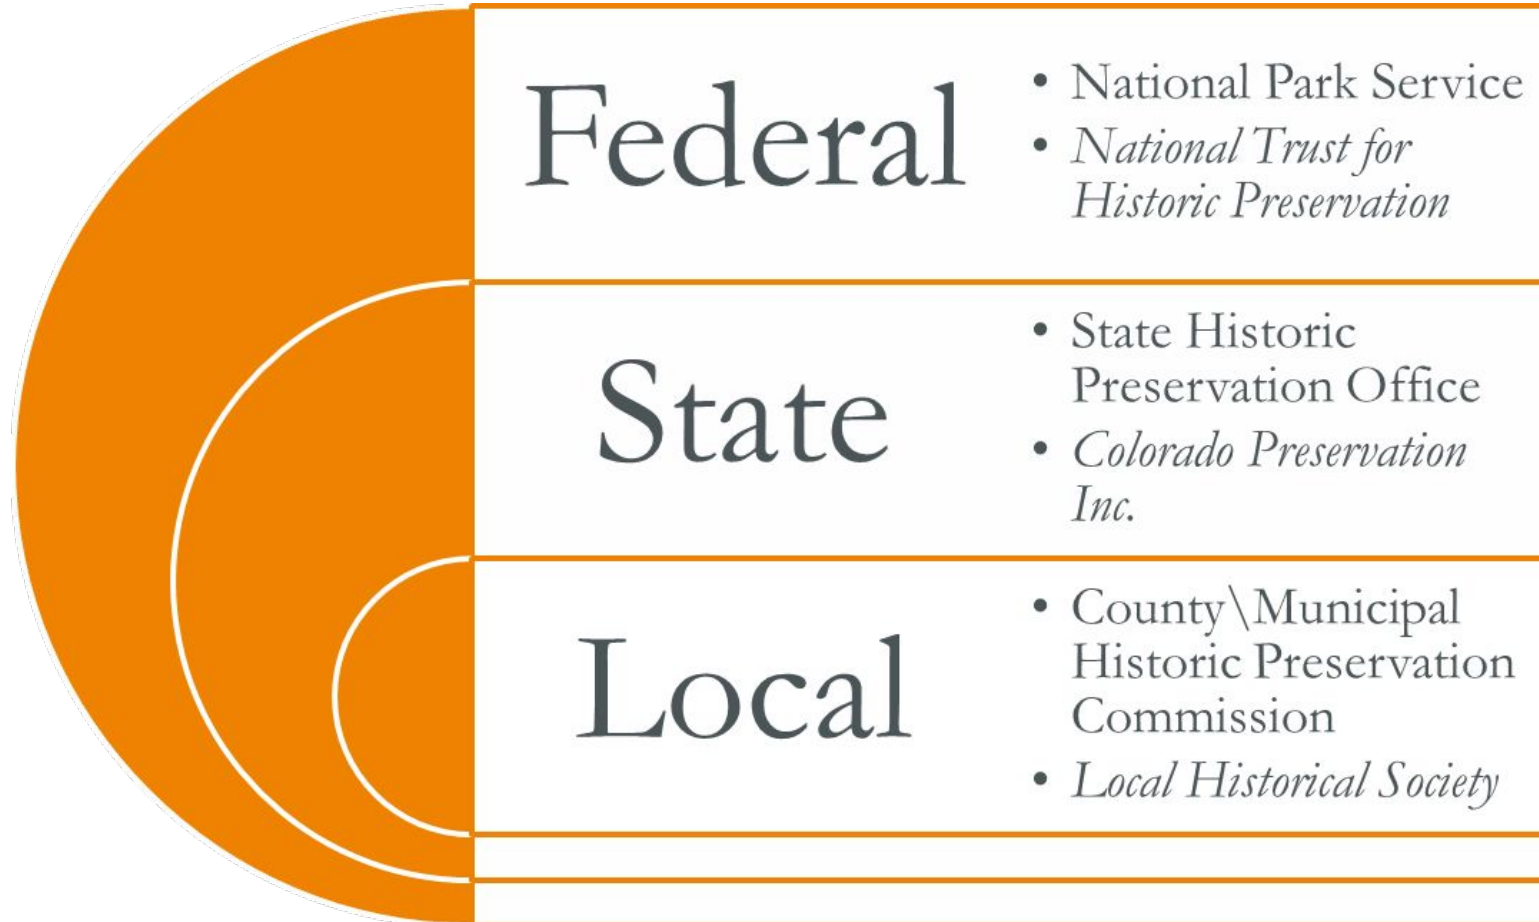 Federal
• National Park Service
• National Trust for
Historic Preservation
State
• State Historic
Preservation Office
• Colorado Preservation
Inc.
Local
• County\Municipal
Historic Preservation
Commission
• Local Historical Society